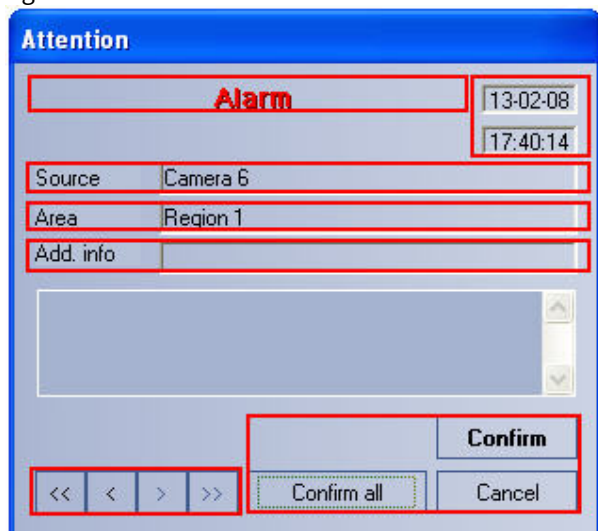 Attention
Alarm
13-02-08
17:40:14
Source Camera 6
Area Region 1
Add. info
Confirm
<< < > >> Confirm all Cancel